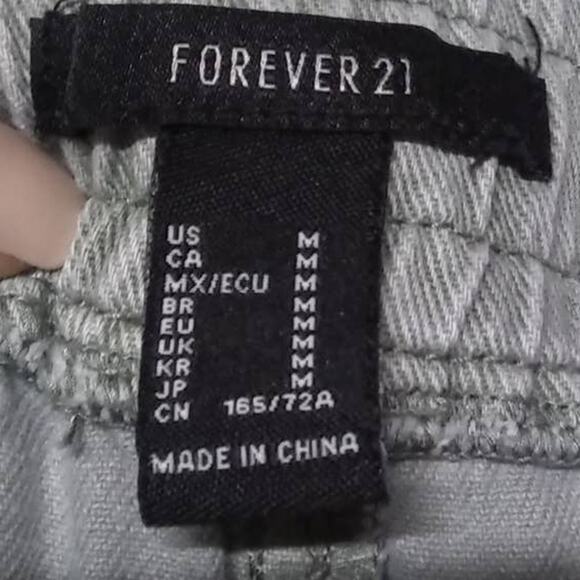 FOREVER 21
US M
CA M
MX/ECU M
BR M
EU M
UK M
KR M
JP M
CN 165/72A
MADE IN CHINA